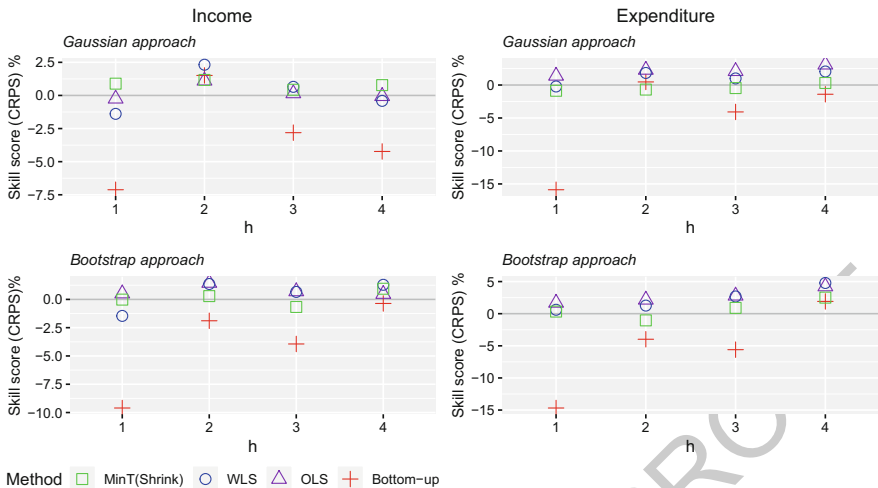 Income
Expenditure
Gaussian approach
Skill score (CRPS) %
2.5
0.0
−2.5
−5.0
−7.5
1 2 3 4
h
Gaussian approach
Skill score (CRPS) %
0
−5
−10
−15
1 2 3 4
h
Bootstrap approach
Skill score (CRPS)%
0.0
−2.5
−5.0
−7.5
−10.0
1 2 3 4
h
Bootstrap approach
Skill score (CRPS) %
5
0
−5
−10
−15
1 2 3 4
h
Method MinT(Shrink) WLS OLS Bottom−up